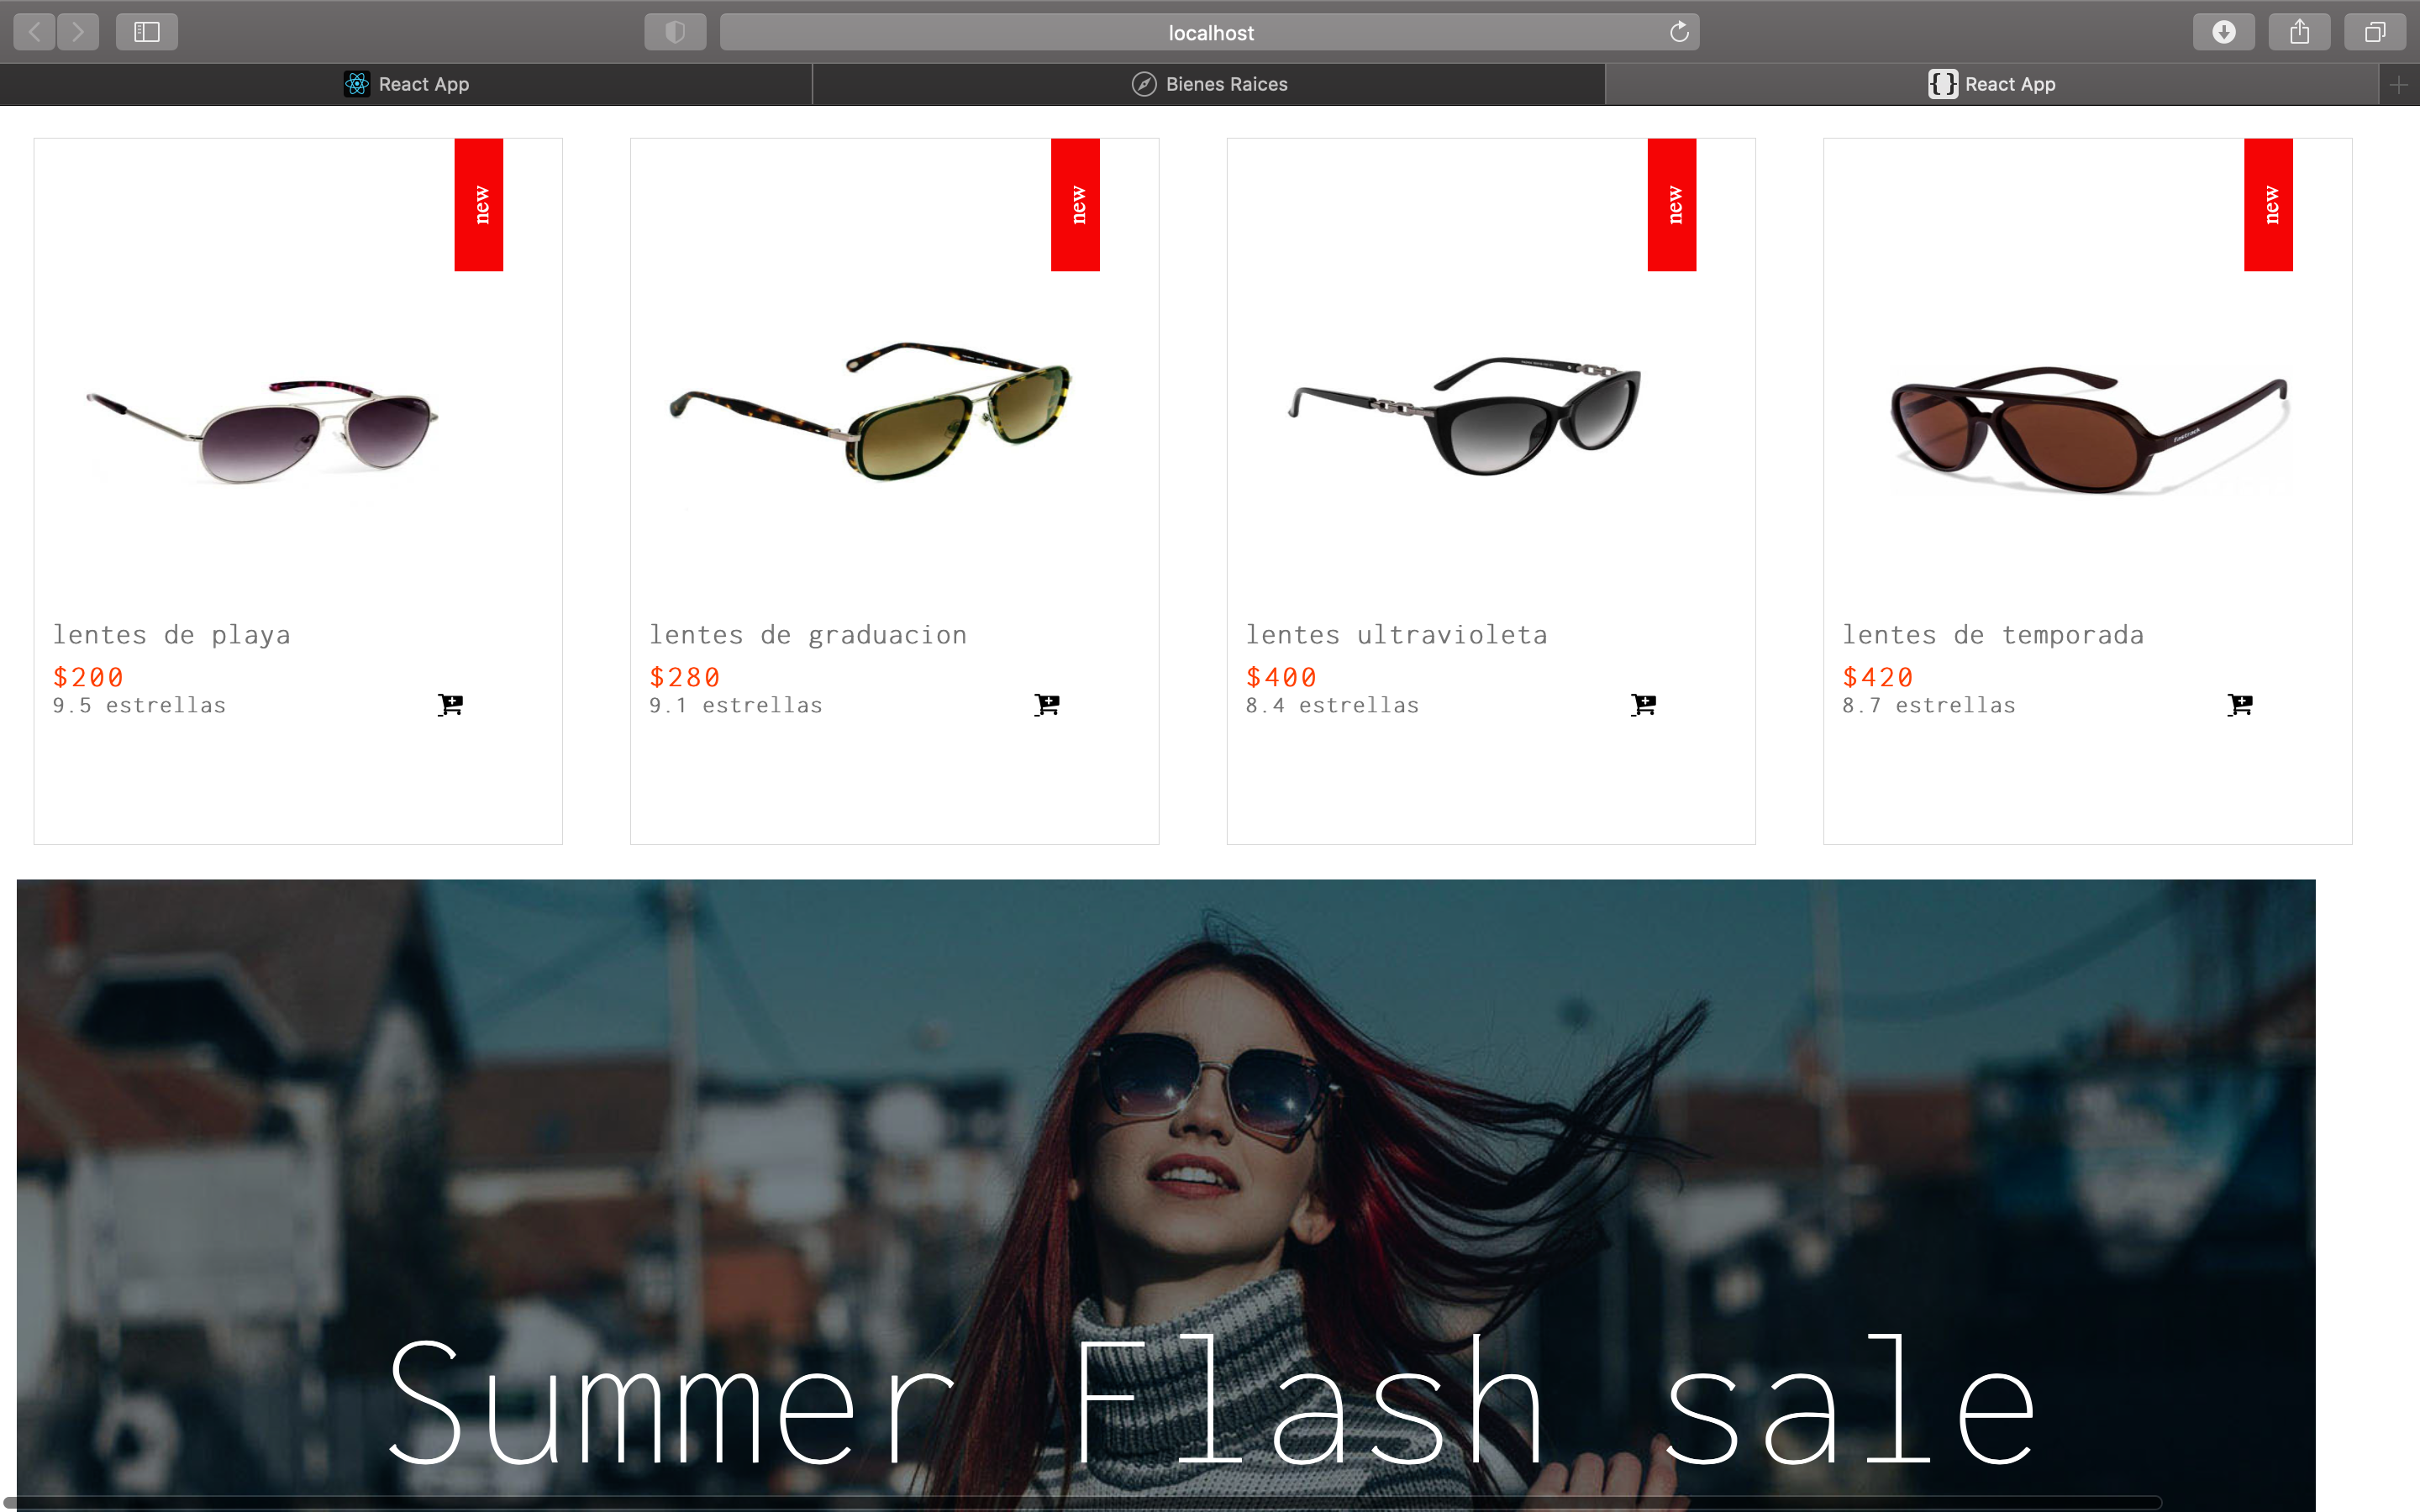 localhost
React App
Bienes Raices
{} React App
new
new
new
new
fastrack
lentes de playa
lentes de graduacion
lentes ultravioleta
lentes de temporada
$200
$280
$400
$420
9.5 estrellas
9.1 estrellas
8.4 estrellas
8.7 estrellas
Summer Flash sale